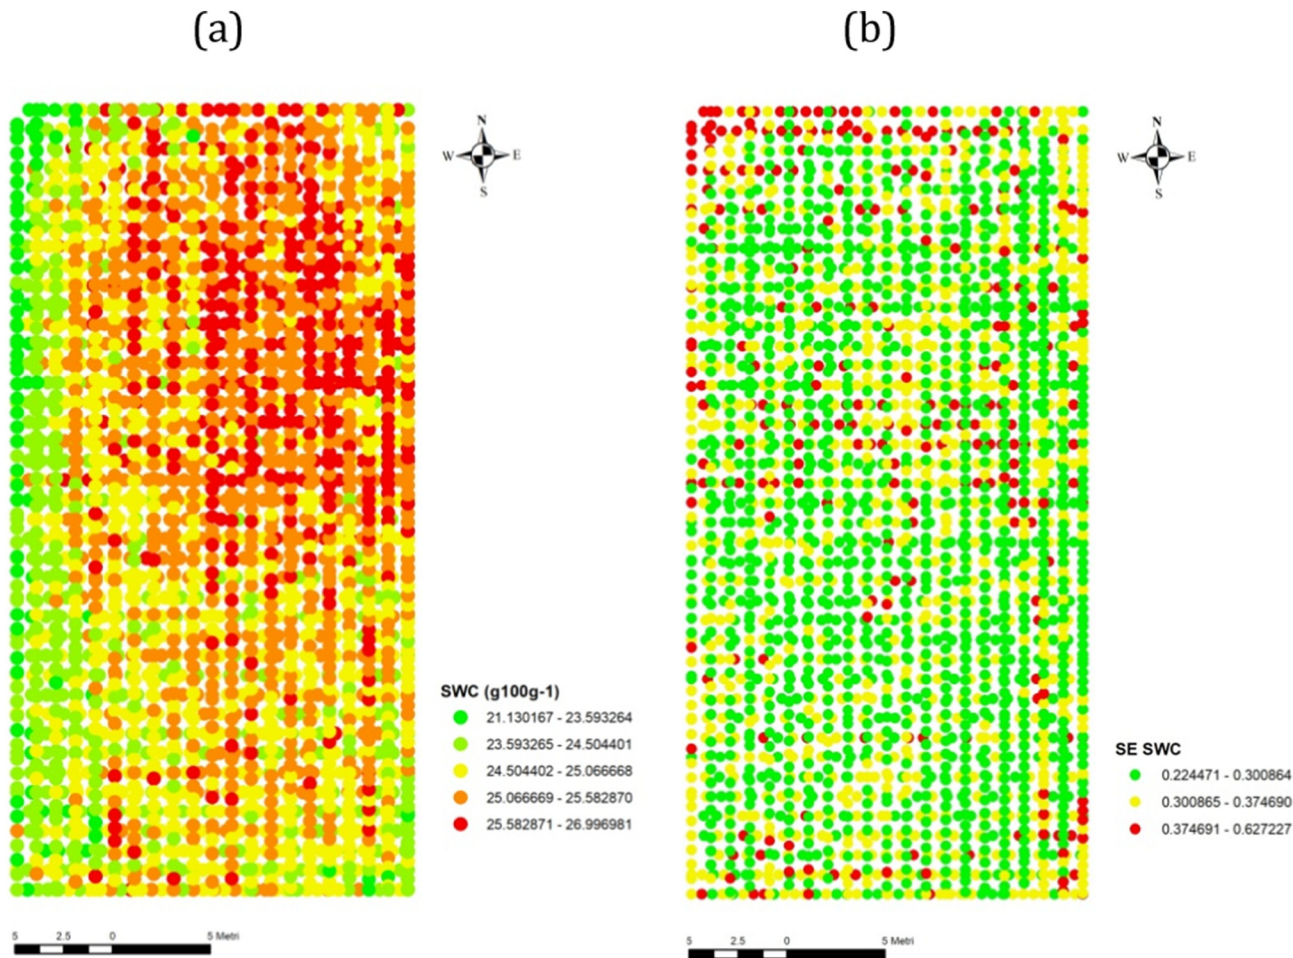 (a)
(b)
N
W E
S
N
W E
S
SWC (g100g-1)
21.130167 - 23.593264
23.593265 - 24.504401
24.504402 - 25.066668
25.066669 - 25.582870
25.582871 - 26.996981
SE SWC
0.224471 - 0.300864
0.300865 - 0.374690
0.374691 - 0.627227
5 2.5 0 5 Metri
5 2.5 0 5 Metri